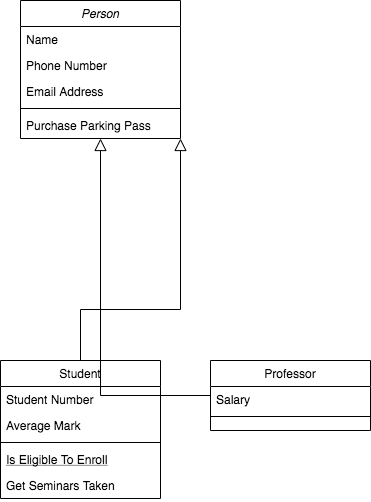 Person
Name
Phone Number
Email Address
Purchase Parking Pass
Student
Student Number
Average Mark
Is Eligible To Enroll
Get Seminars Taken
Professor
Salary